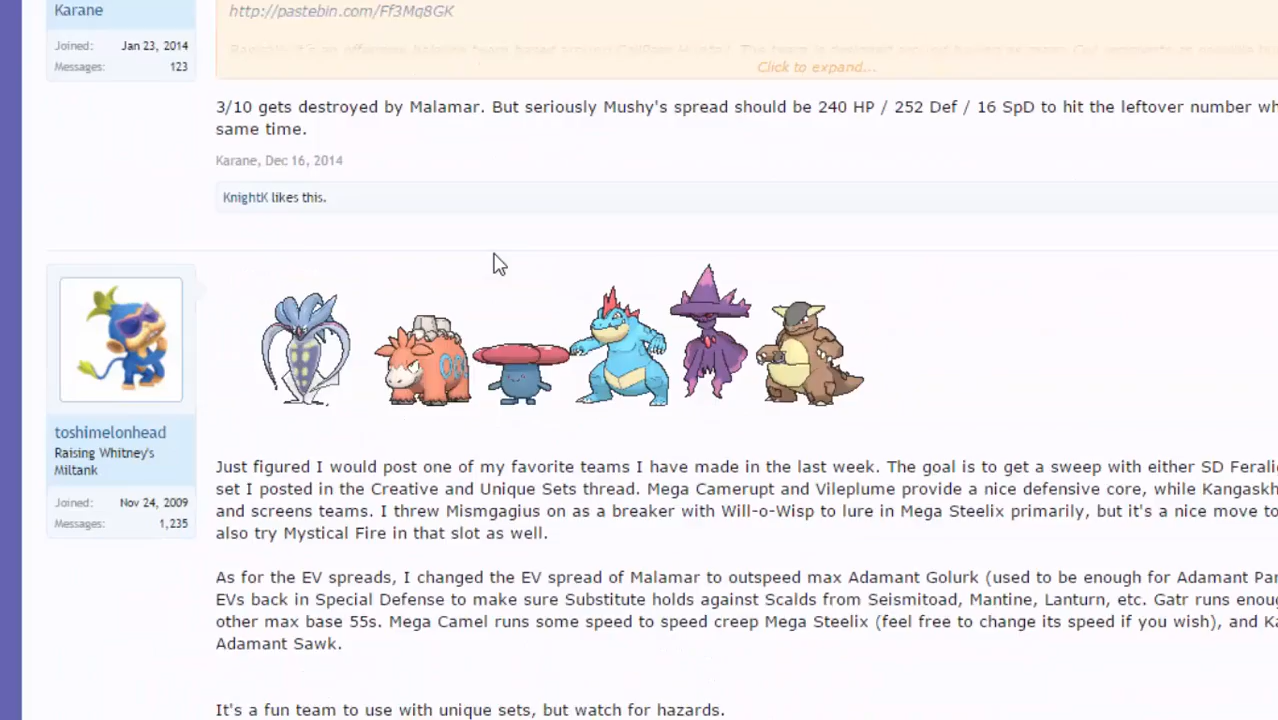 Karane
Joined: Jan 23, 2014
Messages: 123
http://pastebin.com/Ff3Mq8GK
Click to expand...
3/10 gets destroyed by Malamar. But seriously Mushy's spread should be 240 HP / 252 Def / 16 SpD to hit the leftover number wh
same time.
Karane, Dec 16, 2014
KnightK likes this.
toshimelonhead
Raising Whitney's
Miltank
Joined: Nov 24, 2009
Messages: 1,235
Just figured I would post one of my favorite teams I have made in the last week. The goal is to get a sweep with either SD Ferali
set I posted in the Creative and Unique Sets thread. Mega Camerupt and Vileplume provide a nice defensive core, while Kangaskh
and screens teams. I threw Mismgagius on as a breaker with Will-o-Wisp to lure in Mega Steelix primarily, but it's a nice move to
also try Mystical Fire in that slot as well.
As for the EV spreads, I changed the EV spread of Malamar to outspeed max Adamant Golurk (used to be enough for Adamant Par
EVs back in Special Defense to make sure Substitute holds against Scalds from Seismitoad, Mantine, Lanturn, etc. Gatr runs enoug
other max base 55s. Mega Camel runs some speed to speed creep Mega Steelix (feel free to change its speed if you wish), and Ka
Adamant Sawk.
It's a fun team to use with unique sets, but watch for hazards.